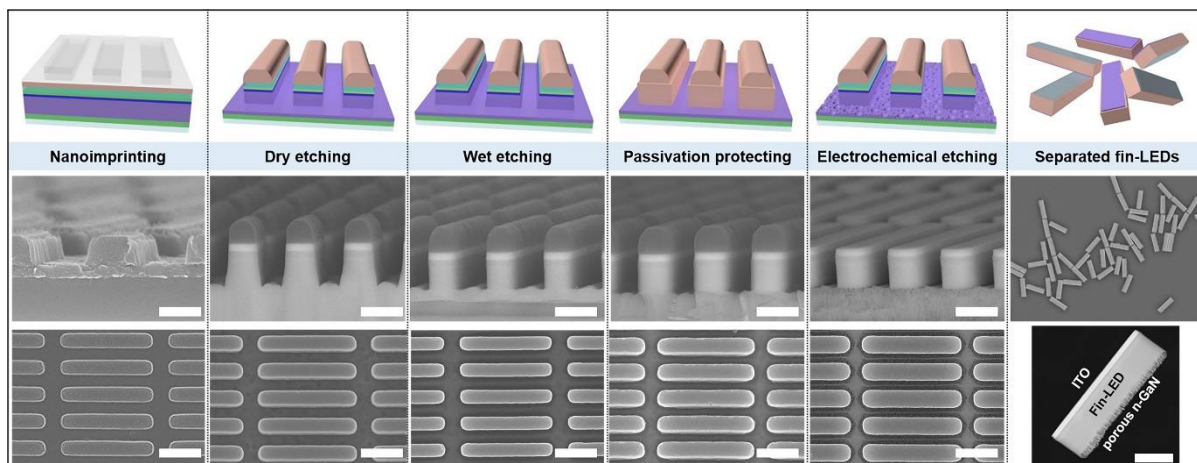 Nanoimprinting
Dry etching
Wet etching
Passivation protecting
Electrochemical etching
Separated fin-LEDs
ITO
Fin-LED
porous n-GaN